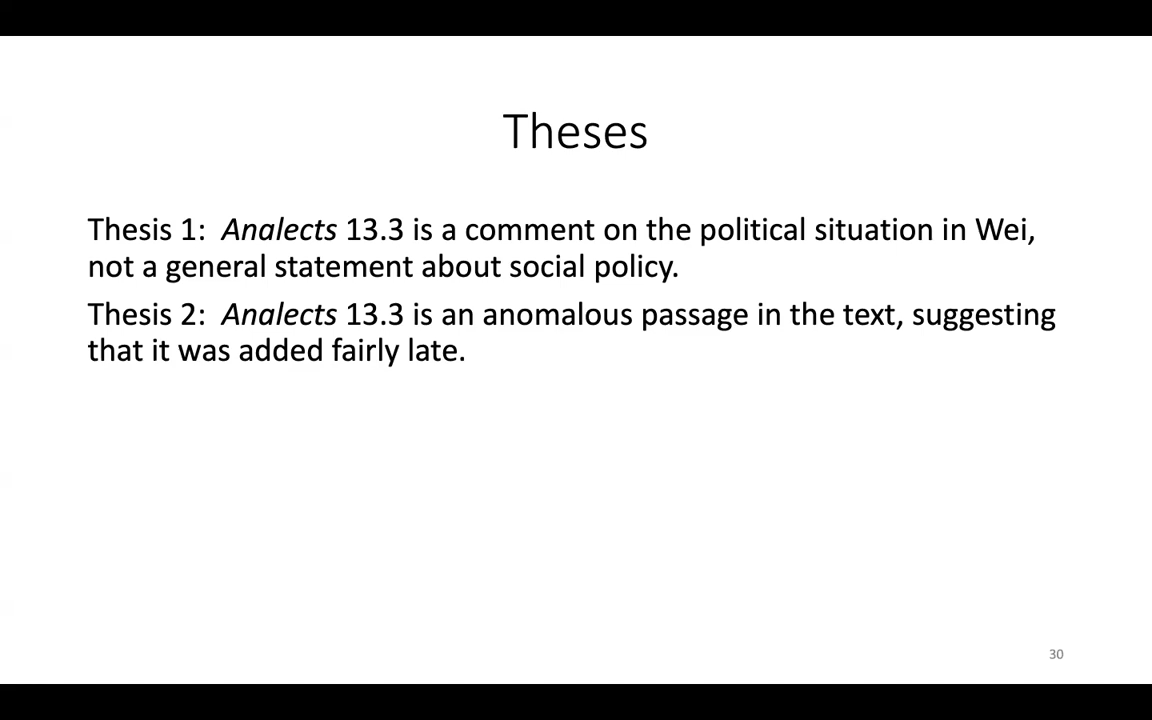 Theses
Thesis 1:  Analects 13.3 is a comment on the political situation in Wei,
not a general statement about social policy.
Thesis 2:  Analects 13.3 is an anomalous passage in the text, suggesting
that it was added fairly late.
30